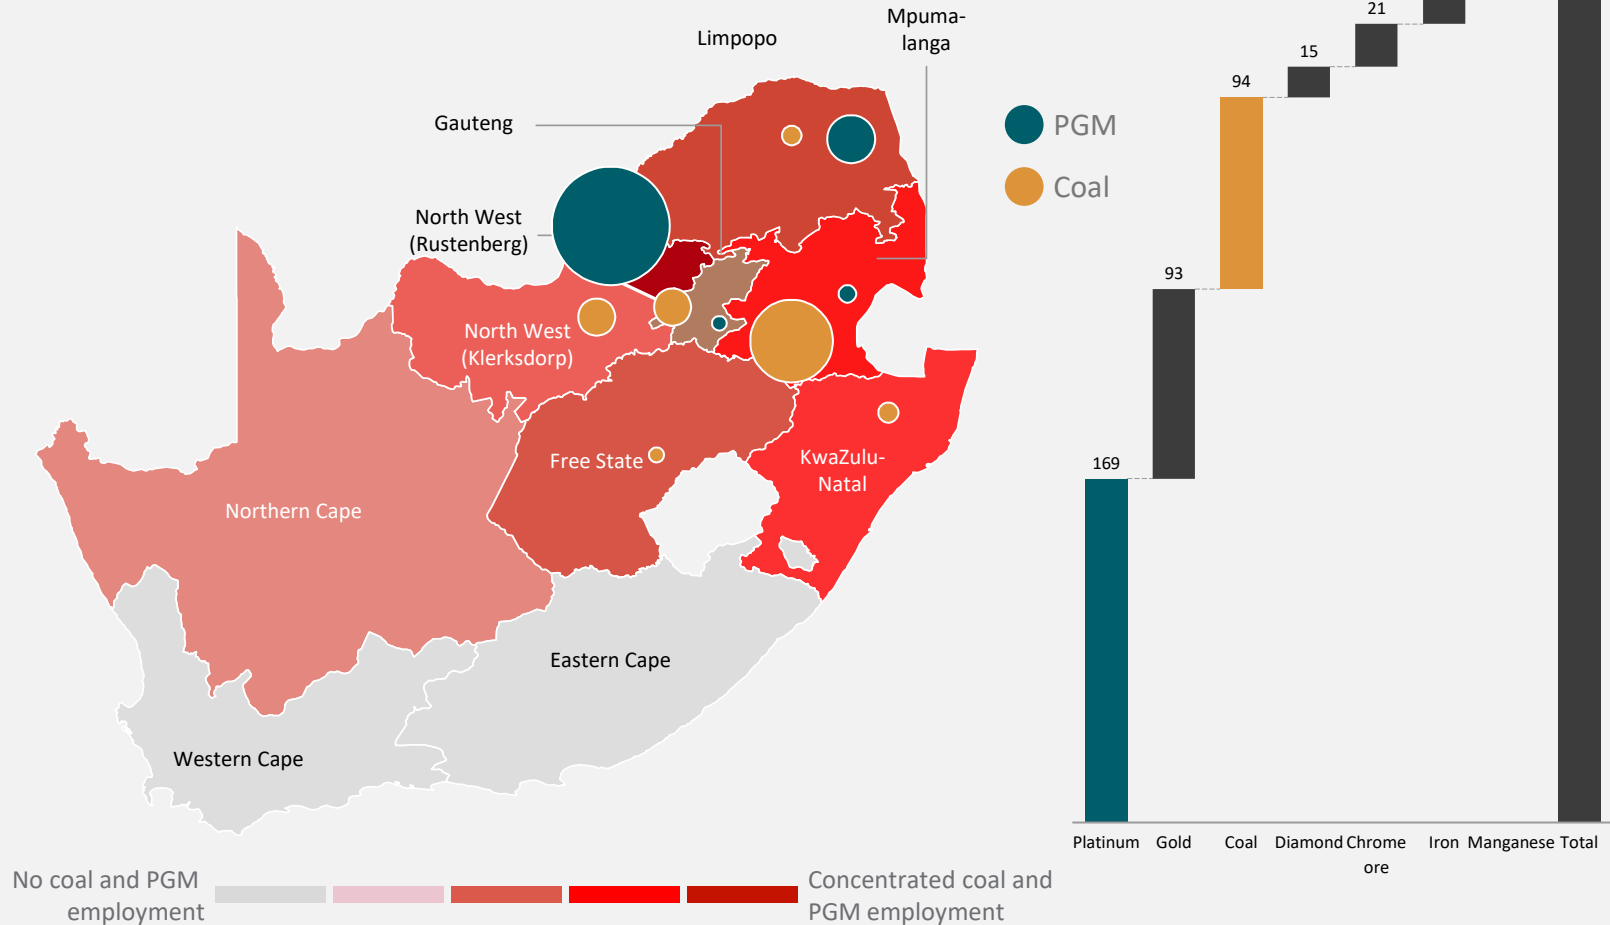 Mpuma-
langa
Limpopo
Gauteng
North West
(Rustenberg)
North West
(Klerksdorp)
Free State
KwaZulu-
Natal
Northern Cape
Eastern Cape
Western Cape
PGM
Coal
No coal and PGM
employment
Concentrated coal and
PGM employment
21
15
94
93
169
Platinum
Gold
Coal
Diamond
Chrome
ore
Iron
Manganese
Total